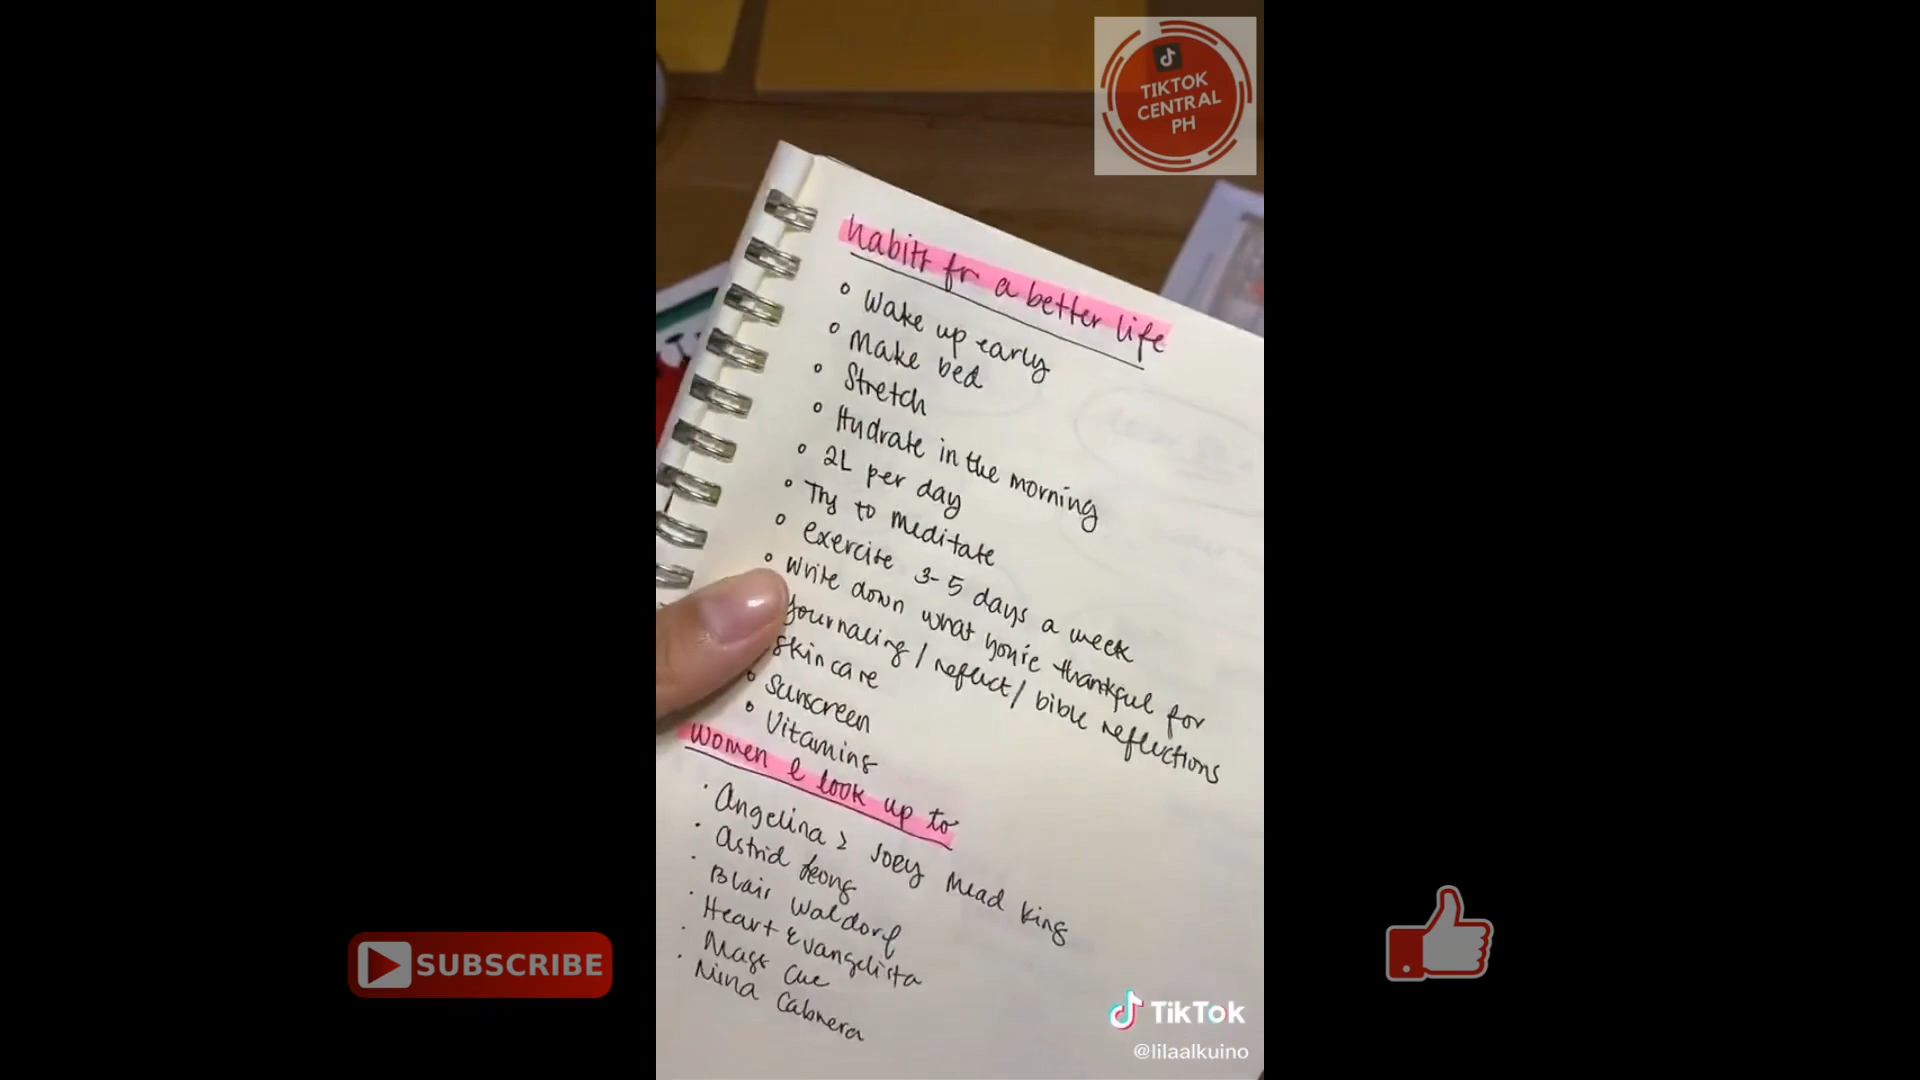 TIKTOK
CENTRAL
PH
habits for a better life
Wake up early
Make bed
Stretch
Hydrate in the morning
2L per day
Try to meditate
exercise 3-5 days a week
Write down what you're thankful for
Journaling / reflect / bible reflections
skincare
Sunscreen
Vitamins
Women I look up to
Angelina & Joey Mead King
Astrid Leong
Blair Waldorf
Heart Evangelista
Nina Cabrera
SUBSCRIBE
TikTok
@lilaalkuino